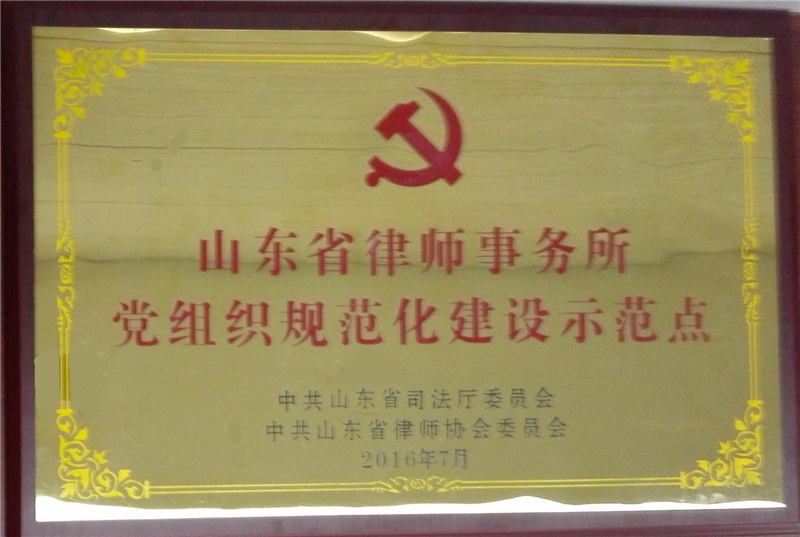 山东省律师事务所
党组织规范化建设示范点
中共山东省司法厅委员会
中共山东省律师协会委员会
2016年7月